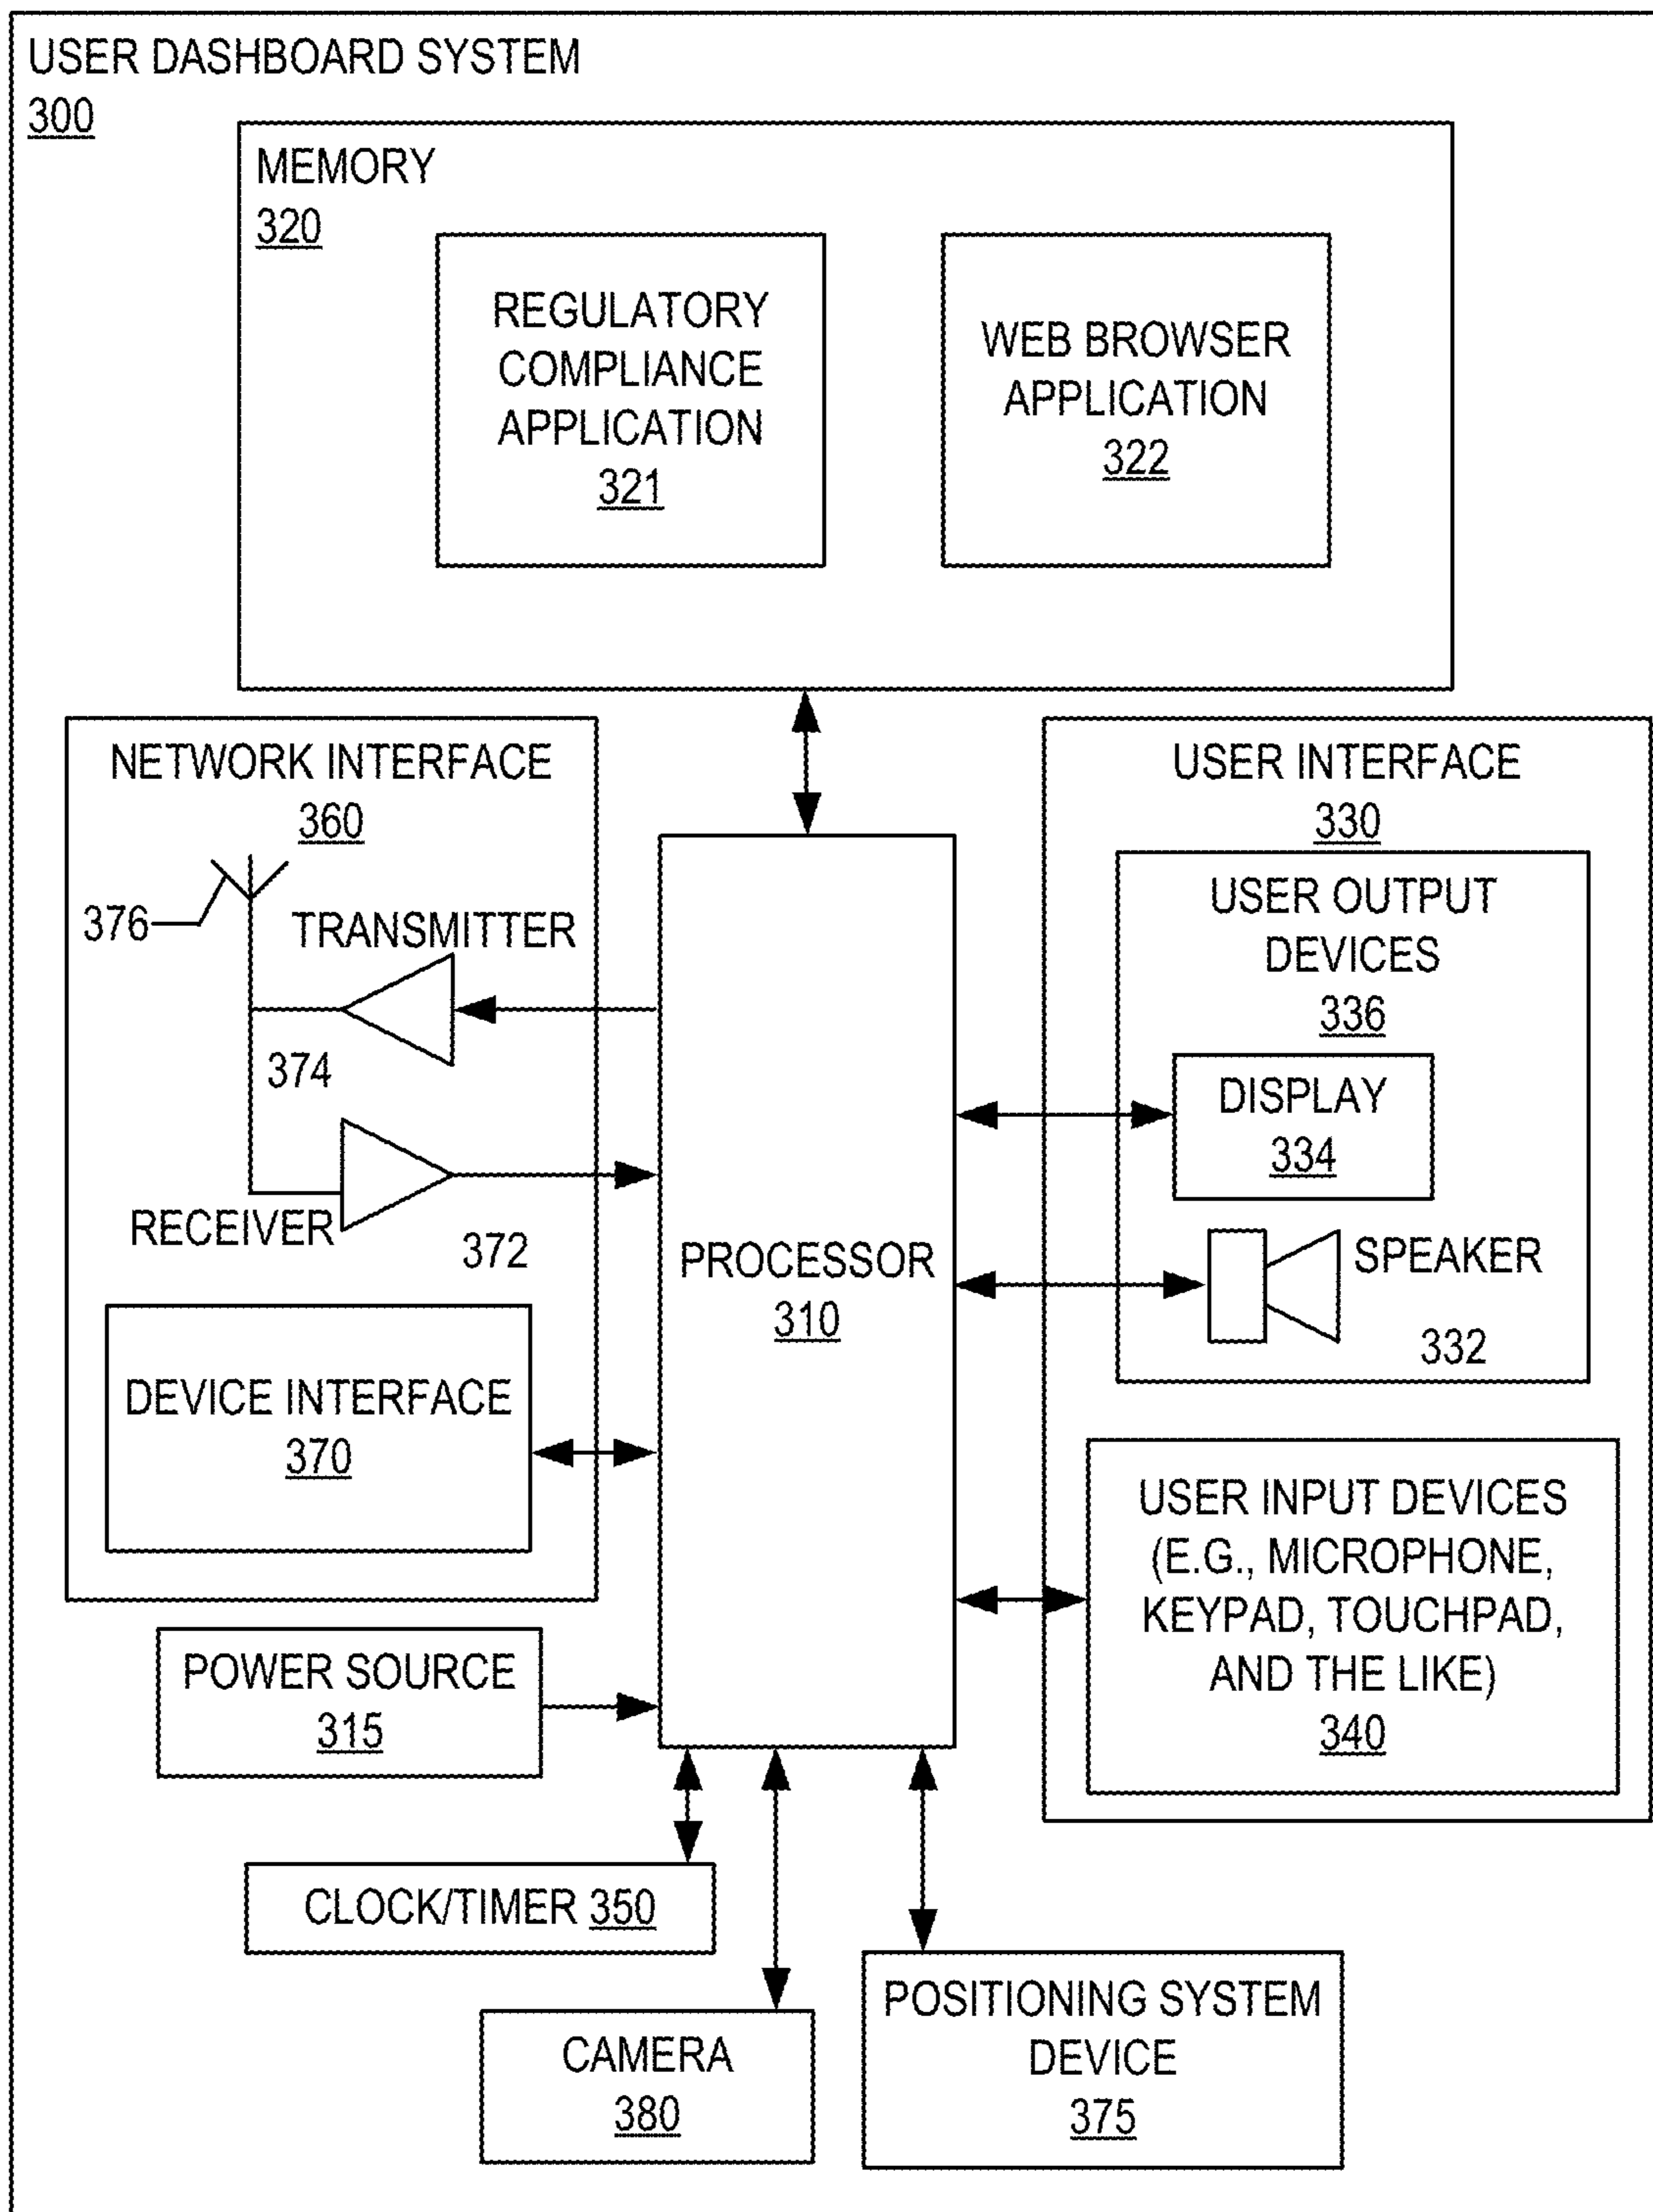 USER DASHBOARD SYSTEM
300
MEMORY
320
REGULATORY
COMPLIANCE
APPLICATION
321
WEB BROWSER
APPLICATION
322
NETWORK INTERFACE
360
376
TRANSMITTER
374
RECEIVER
372
DEVICE INTERFACE
370
PROCESSOR
310
USER INTERFACE
330
USER OUTPUT
DEVICES
336
DISPLAY
334
SPEAKER
332
USER INPUT DEVICES
(E.G., MICROPHONE,
KEYPAD, TOUCHPAD,
AND THE LIKE)
340
POWER SOURCE
315
CLOCK/TIMER 350
CAMERA
380
POSITIONING SYSTEM
DEVICE
375